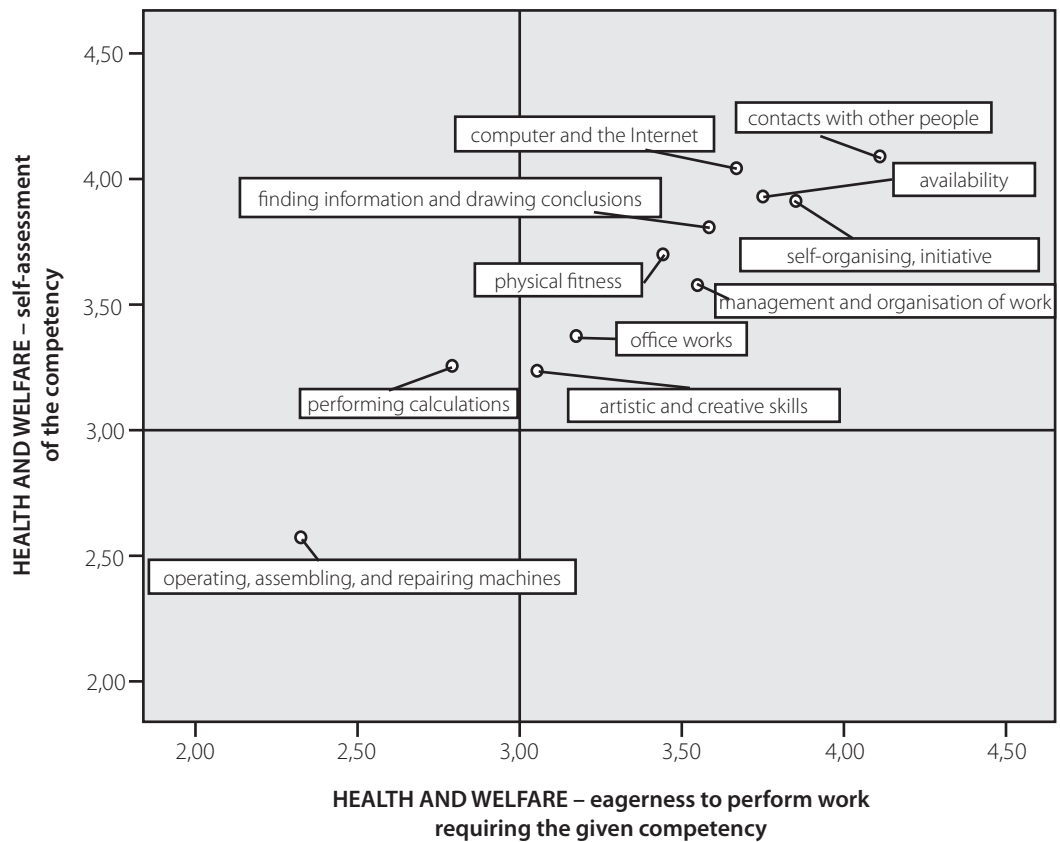 HEALTH AND WELFARE – self-assessment
of the competency
4,50
4,00
3,50
3,00
2,50
2,00
contacts with other people
computer and the Internet
availability
finding information and drawing conclusions
self-organising, initiative
physical fitness
management and organisation of work
office works
performing calculations
artistic and creative skills
operating, assembling, and repairing machines
2,00 2,50 3,00 3,50 4,00 4,50
HEALTH AND WELFARE – eagerness to perform work
requiring the given competency